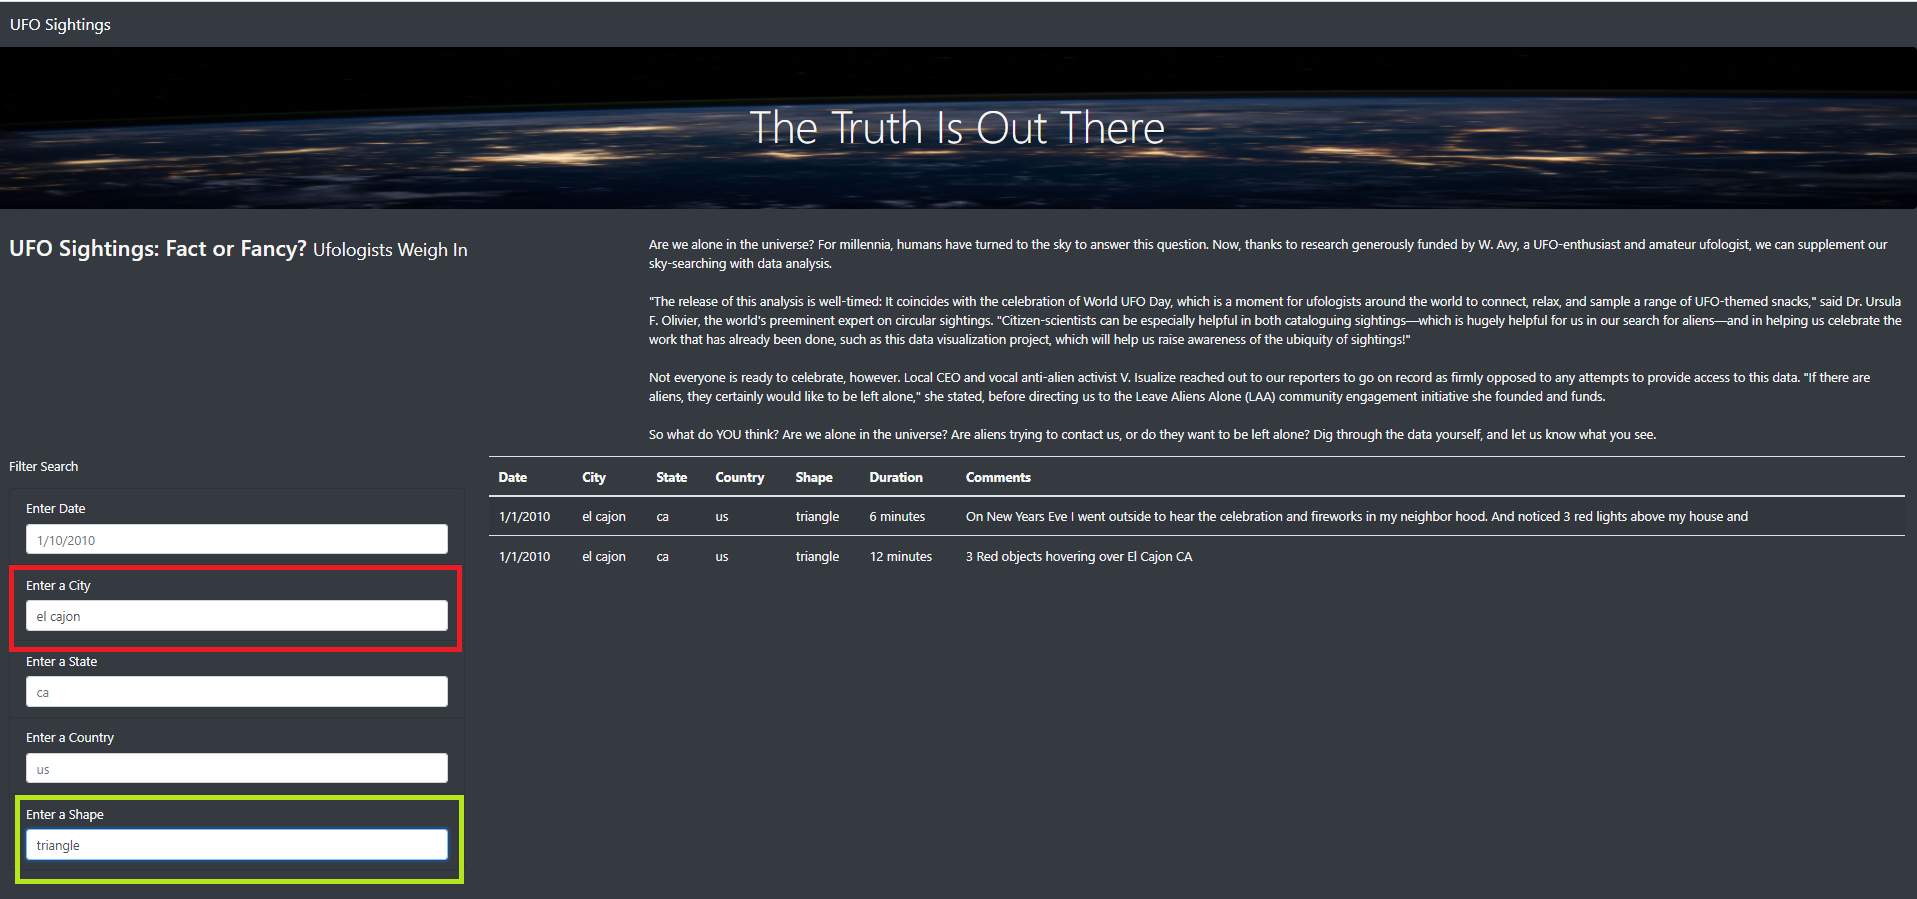 UFO Sightings
The Truth Is Out There
UFO Sightings: Fact or Fancy? Ufologists Weigh In
Are we alone in the universe? For millennia, humans have turned to the sky to answer this question. Now, thanks to research generously funded by W. Avy, a UFO-enthusiast and amateur ufologist, we can supplement our
sky-searching with data analysis.
"The release of this analysis is well-timed: It coincides with the celebration of World UFO Day, which is a moment for ufologists around the world to connect, relax, and sample a range of UFO-themed snacks," said Dr. Ursula
F. Olivier, the world's preeminent expert on circular sightings. "Citizen-scientists can be especially helpful in both cataloguing sightings—which is hugely helpful for us in our search for aliens—and in helping us celebrate the
work that has already been done, such as this data visualization project, which will help us raise awareness of the ubiquity of sightings!"
Not everyone is ready to celebrate, however. Local CEO and vocal anti-alien activist V. Isualize reached out to our reporters to go on record as firmly opposed to any attempts to provide access to this data. "If there are
aliens, they certainly would like to be left alone," she stated, before directing us to the Leave Aliens Alone (LAA) community engagement initiative she founded and funds.
So what do YOU think? Are we alone in the universe? Are aliens trying to contact us, or do they want to be left alone? Dig through the data yourself, and let us know what you see.
Filter Search
Enter Date
1/10/2010
Enter a City
el cajon
Enter a State
ca
Enter a Country
us
Enter a Shape
triangle
Date City State Country Shape Duration Comments
1/1/2010 el cajon ca us triangle 6 minutes On New Years Eve I went outside to hear the celebration and fireworks in my neighbor hood. And noticed 3 red lights above my house and
1/1/2010 el cajon ca us triangle 12 minutes 3 Red objects hovering over El Cajon CA